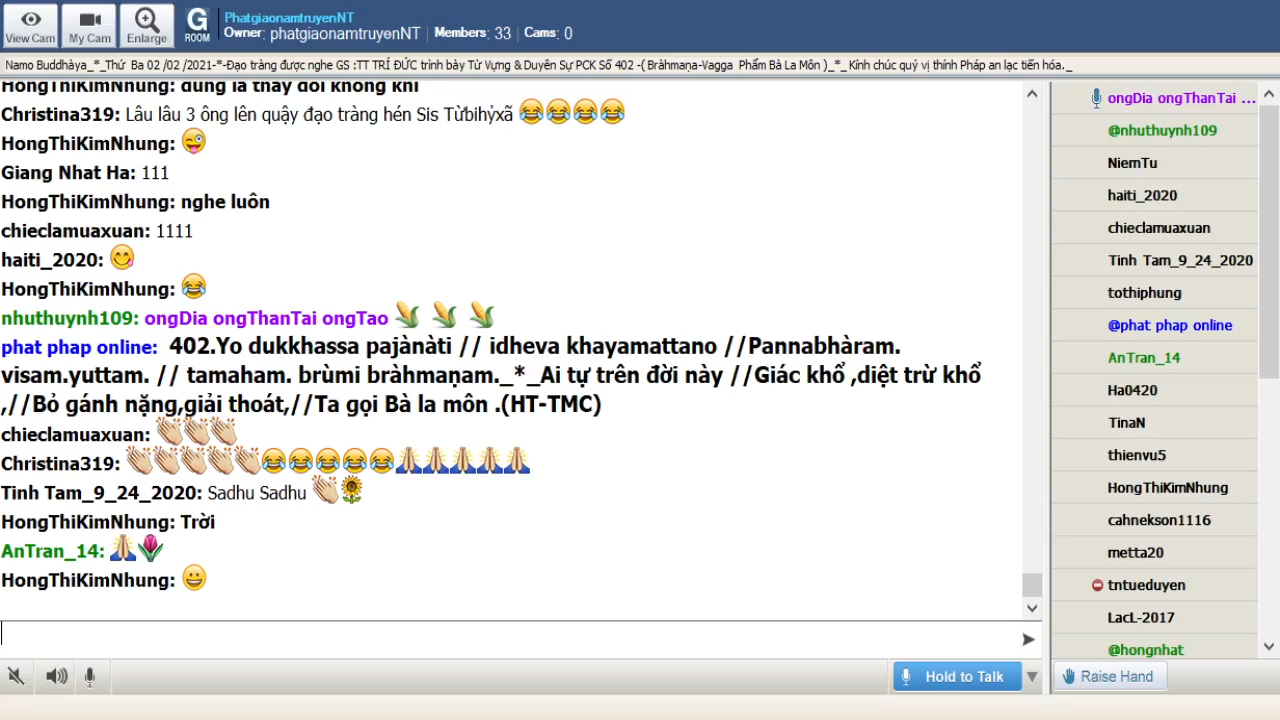 View Cam
My Cam
Enlarge
G
ROOM
PhatgiaonamtruyenNT
Owner: phatgiaonamtruyenNT | Members: 33 | Cams: 0
Namo Buddhàya_*_Thứ Ba 02 /02 /2021-*-Đạo tràng được nghe GS :TT TRÍ ĐỨC trình bày Từ Vựng & Duyên Sự PCK Số 402 -( Bràhmaṇa-Vagga Phẩm Bà La Môn )_*_ Kính chúc quý vị thính Pháp an lạc tiến hóa._
HongThiKimNhung: đung la thay doi khong khi
Christina319: Lâu lâu 3 ông lên quậy đạo tràng hén Sis Từbihỷxã 😂😂😂😂
HongThiKimNhung: 😜
Giang Nhat Ha: 111
HongThiKimNhung: nghe luôn
chieclamuaxuan: 1111
haiti_2020: 😋
HongThiKimNhung: 😂
nhuthuynh109: ongDia ongThanTai ongTao 🌽 🌽 🌽
phat phap online: 402.Yo dukkhassa pajànàti // idheva khayamattano //Pannabhàram.
visam.yuttam. // tamaham. brùmi bràhmaṇam._*_Ai tự trên đời này //Giác khổ ,diệt trừ khổ
,//Bỏ gánh nặng,giải thoát,//Ta gọi Bà la môn .(HT-TMC)
chieclamuaxuan: 👏👏👏
Christina319: 👏👏👏👏👏😂😂😂😂😂🙏🙏🙏🙏🙏
Tinh Tam_9_24_2020: Sadhu Sadhu 👏🌻
HongThiKimNhung: Trời
AnTran_14: 🙏🌷
HongThiKimNhung: 😀
Hold to Talk
ongDia ongThanTai ...
@nhuthuynh109
NiemTu
haiti_2020
chieclamuaxuan
Tinh Tam_9_24_2020
tothiphung
@phat phap online
AnTran_14
Ha0420
TinaN
thienvu5
HongThiKimNhung
cahnekson1116
metta20
tntueduyen
LacL-2017
@hongnhat
Raise Hand